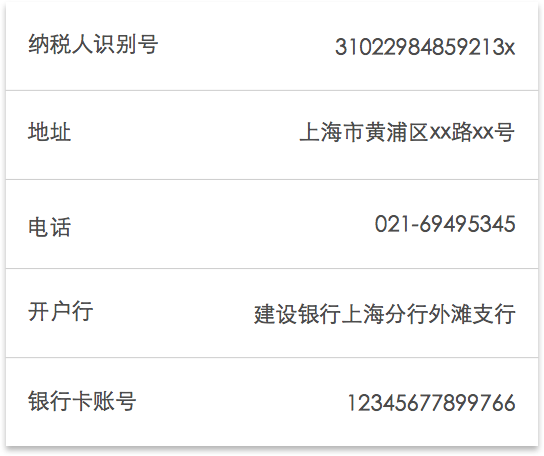 纳税人识别号 31022984859213x
地址 上海市黄浦区xx路xx号
电话 021-69495345
开户行 建设银行上海分行外滩支行
银行卡账号 12345677899766